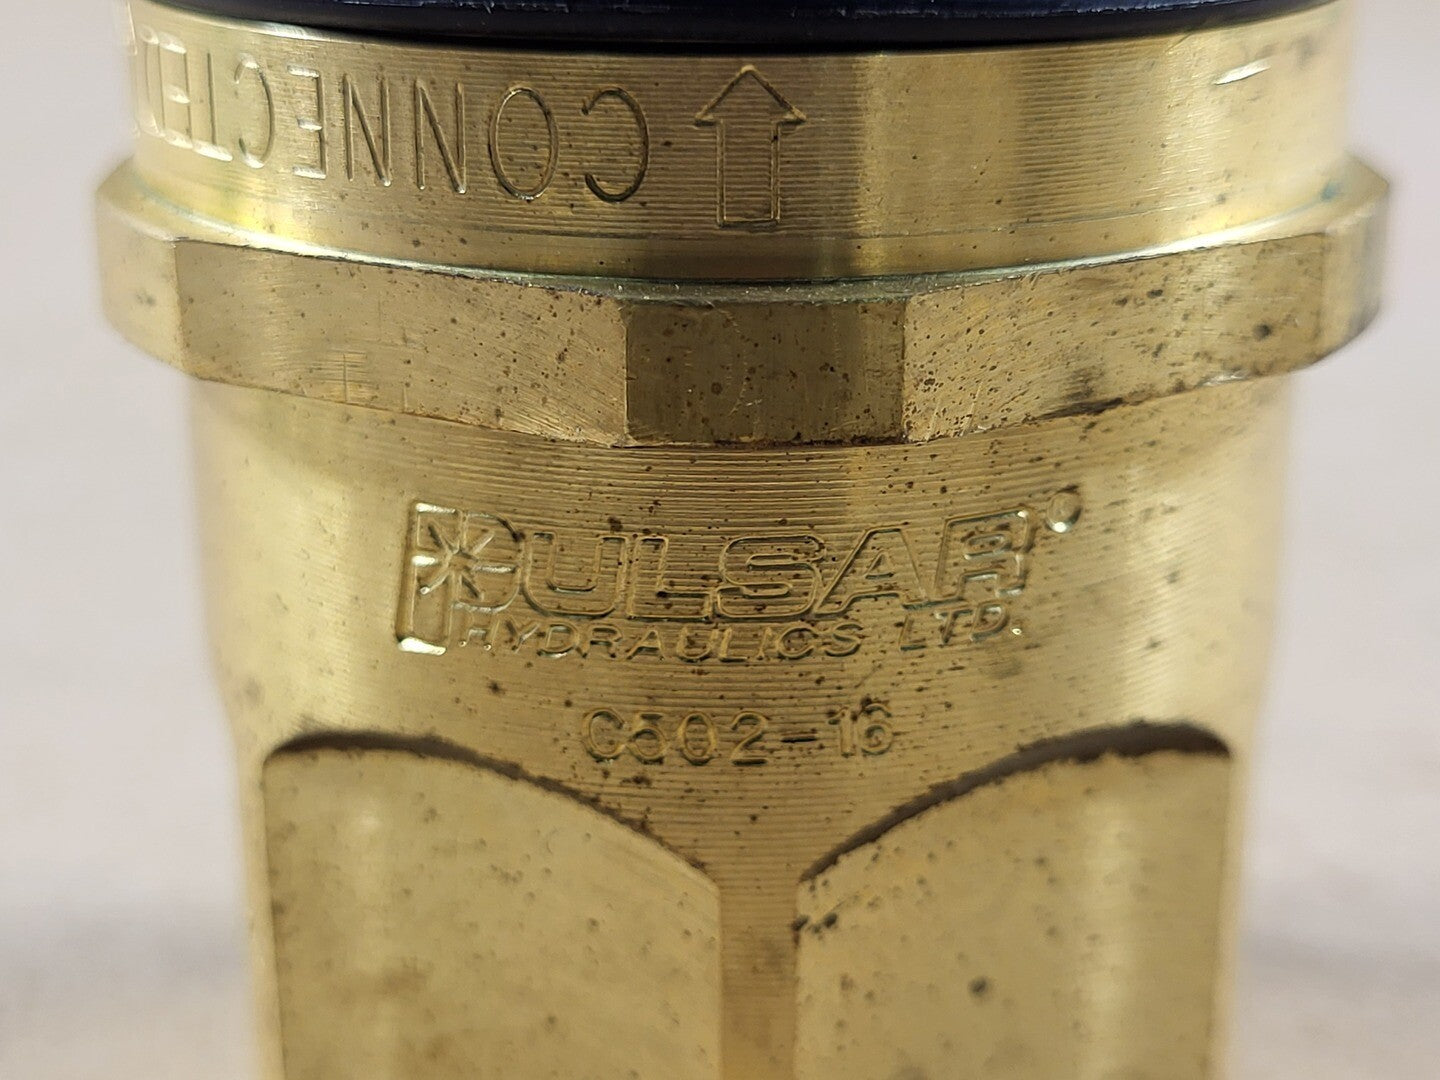 CONNECTED
PULSAR
HYDRAULICS LTD.
C502-16